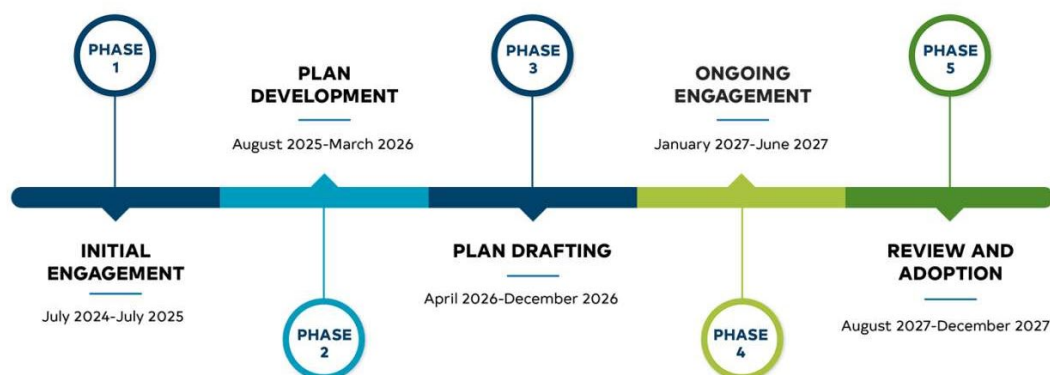 PHASE
1
INITIAL
ENGAGEMENT
July 2024-July 2025
PLAN
DEVELOPMENT
August 2025-March 2026
PHASE
2
PHASE
3
PLAN DRAFTING
April 2026-December 2026
ONGOING
ENGAGEMENT
January 2027-June 2027
PHASE
4
PHASE
5
REVIEW AND
ADOPTION
August 2027-December 2027